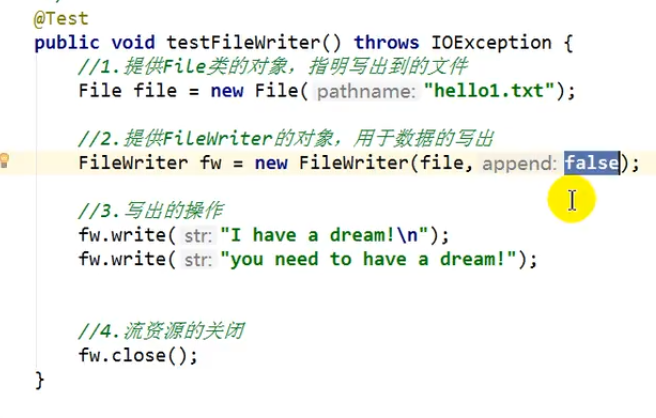 @Test
public void testFileWriter() throws IOException {
//1.提供File类的对象，指明写出到的文件
File file = new File( pathname: "hello1.txt");
//2.提供FileWriter的对象，用于数据的写出
FileWriter fw = new FileWriter(file, append: false);
//3.写出的操作
fw.write( str: "I have a dream!\n");
fw.write( str: "you need to have a dream!");
//4.流资源的关闭
fw.close();
}